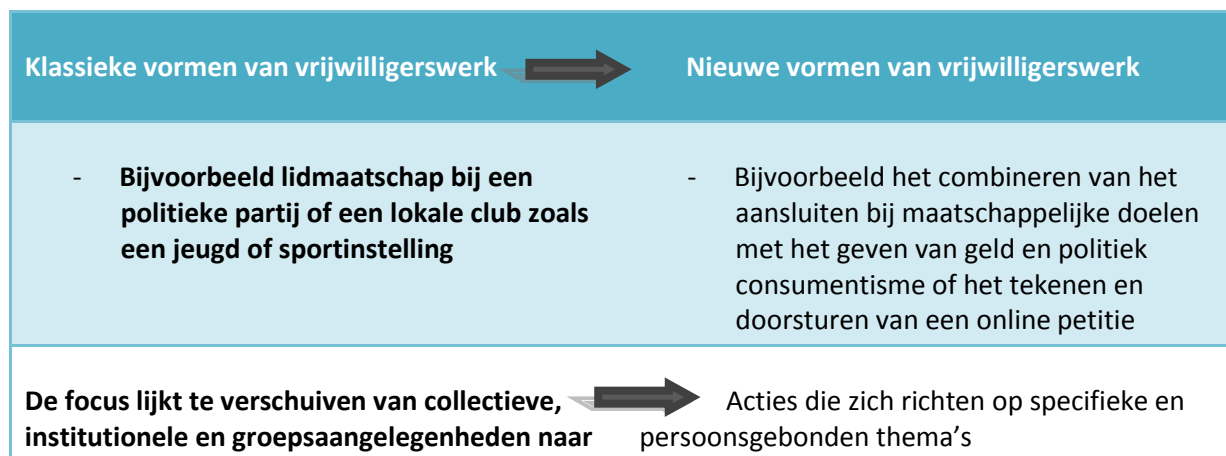 Klassieke vormen van vrijwilligerswerk
Nieuwe vormen van vrijwilligerswerk
- Bijvoorbeeld lidmaatschap bij een
politieke partij of een lokale club zoals
een jeugd of sportinstelling
- Bijvoorbeeld het combineren van het
aansluiten bij maatschappelijke doelen
met het geven van geld en politiek
consumentisme of het tekenen en
doorsturen van een online petitie
De focus lijkt te verschuiven van collectieve,
institutionele en groepsaangelegenheden naar
Acties die zich richten op specifieke en
persoonsgebonden thema's